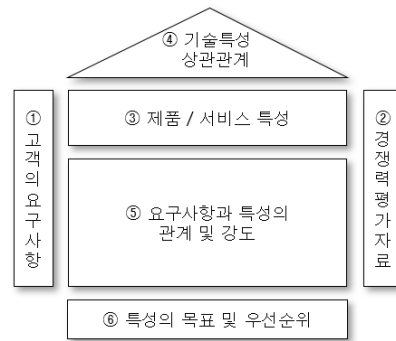 ④ 기술특성
상관관계
① 고객의요구사항
③ 제품 / 서비스 특성
② 경쟁력평가자료
⑤ 요구사항과 특성의
관계 및 강도
⑥ 특성의 목표 및 우선순위